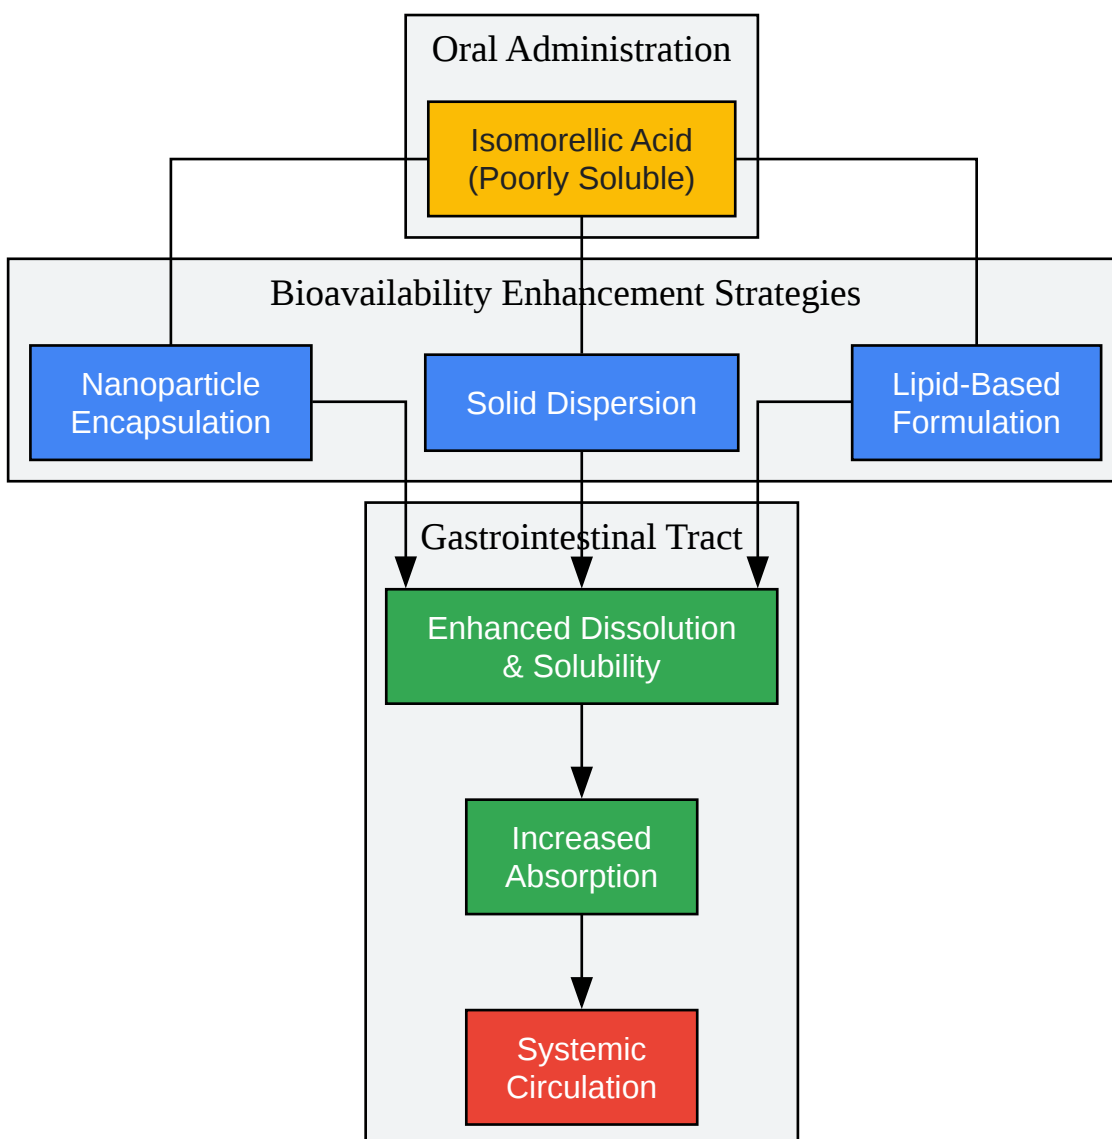 Oral Administration
Isomorellic Acid
(Poorly Soluble)
Bioavailability Enhancement Strategies
Nanoparticle
Encapsulation
Solid Dispersion
Lipid-Based
Formulation
Gastrointestinal Tract
Enhanced Dissolution
& Solubility
Increased
Absorption
Systemic
Circulation